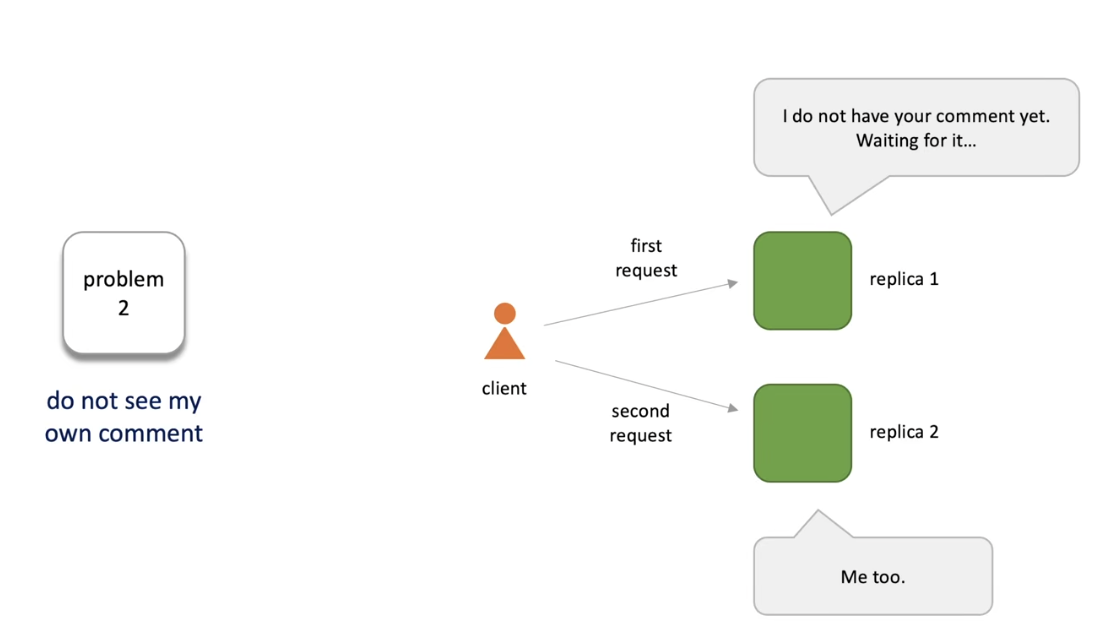 problem
2
do not see my
own comment
client
first
request
second
request
I do not have your comment yet.
Waiting for it...
replica 1
replica 2
Me too.